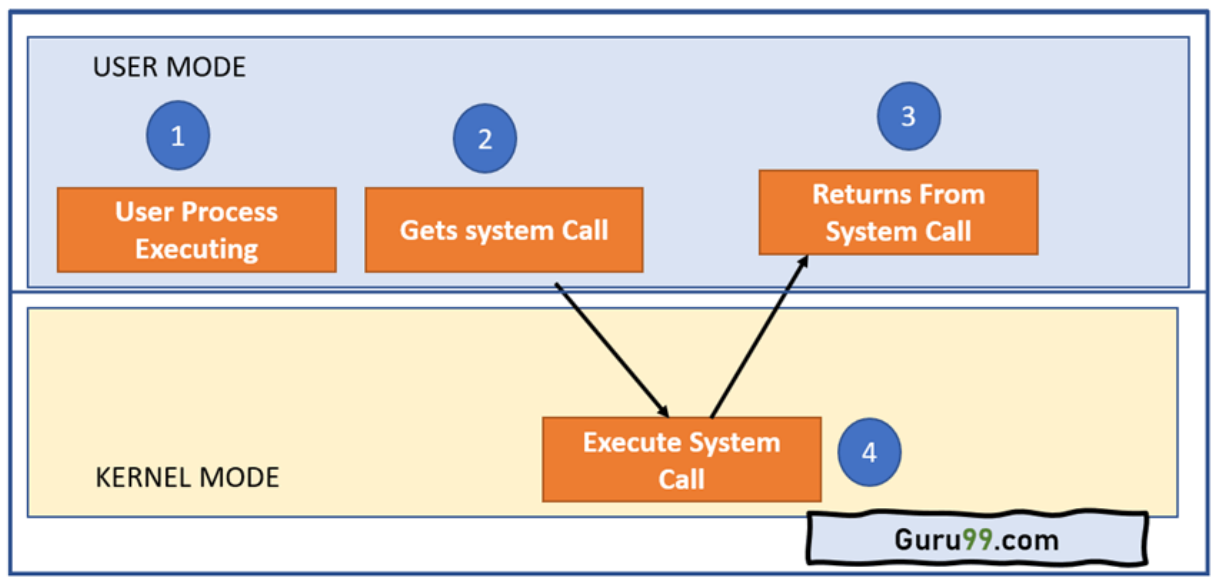 USER MODE
1
2
3
User Process
Executing
Gets system Call
Returns From
System Call
Execute System
Call
4
KERNEL MODE
Guru99.com